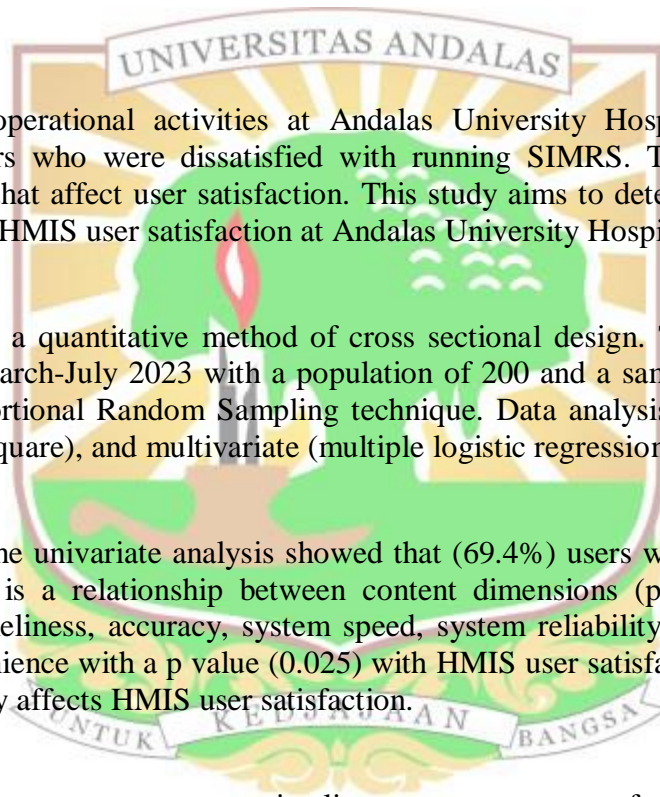 UNIVERSITAS ANDALAS
operational activities at Andalas University Hosp
who were dissatisfied with running SIMRS. T
that affect user satisfaction. This study aims to dete
HMIS user satisfaction at Andalas University Hospi
a quantitative method of cross sectional design.
arch-July 2023 with a population of 200 and a sam
rtional Random Sampling technique. Data analysis
quare), and multivariate (multiple logistic regression
he univariate analysis showed that (69.4%) users w
is a relationship between content dimensions (p
eliness, accuracy, system speed, system reliability
nience with a p value (0.025) with HMIS user satisfa
y affects HMIS user satisfaction.
UNTUK KEDJAJAAN BANGSA